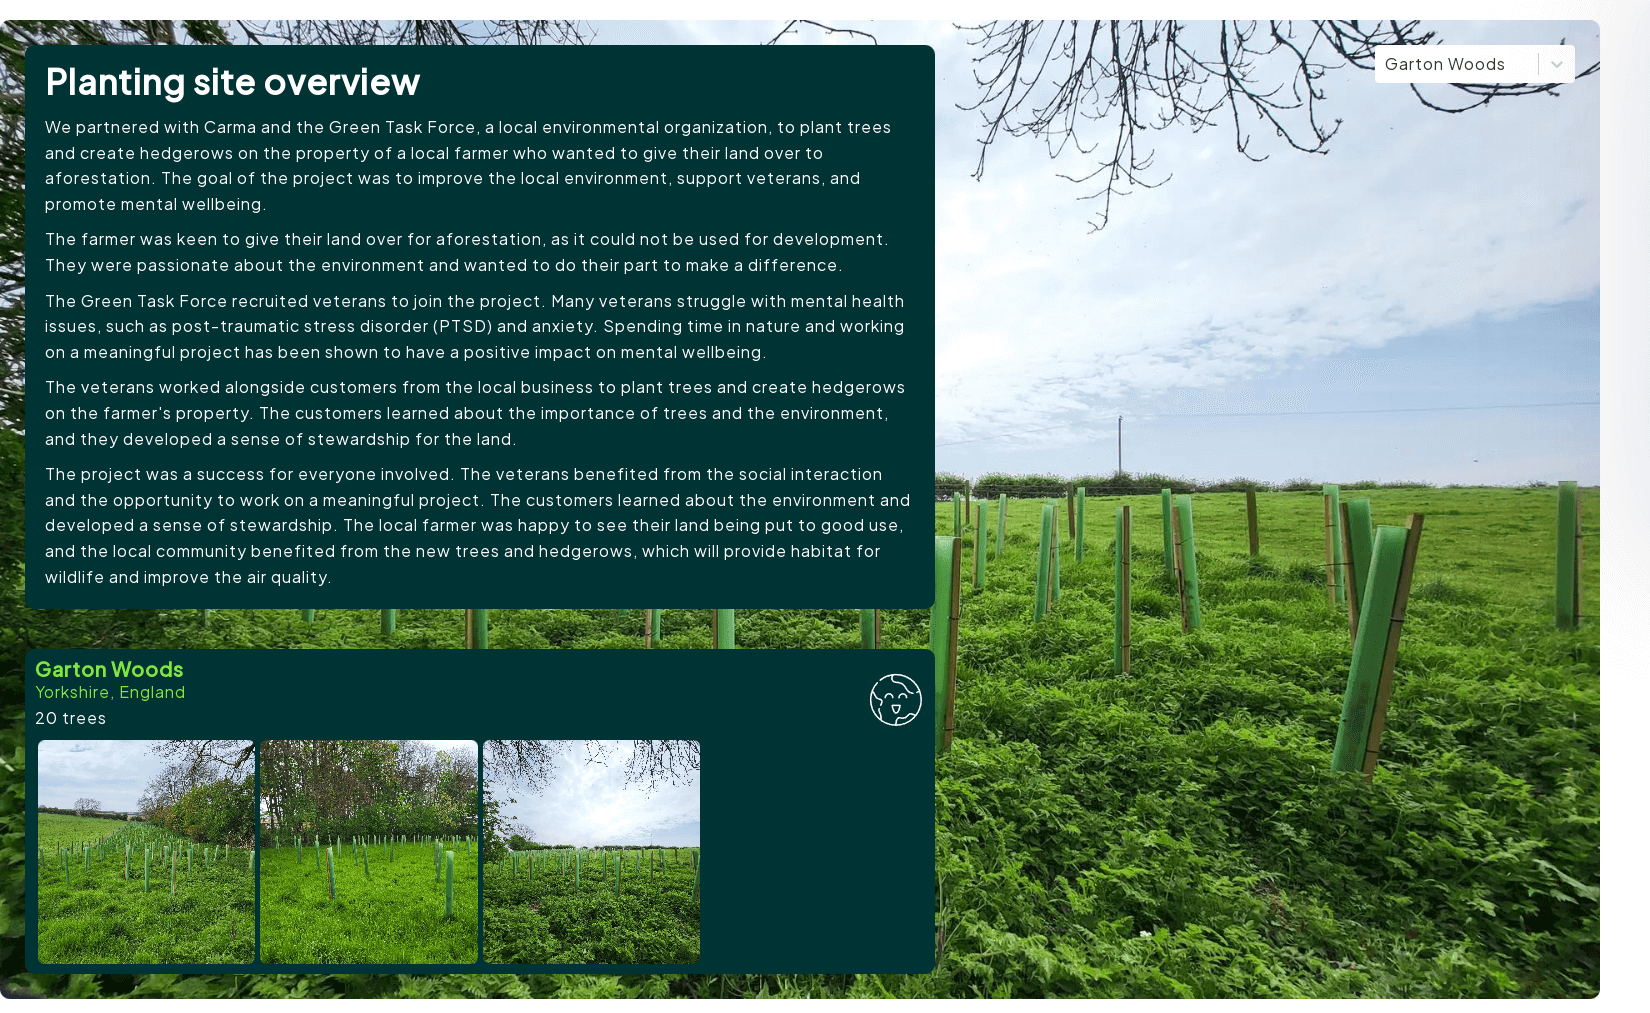 Planting site overview
Garton Woods
We partnered with Carma and the Green Task Force, a local environmental organization, to plant trees
and create hedgerows on the property of a local farmer who wanted to give their land over to
aforestation. The goal of the project was to improve the local environment, support veterans, and
promote mental wellbeing.
The farmer was keen to give their land over for aforestation, as it could not be used for development.
They were passionate about the environment and wanted to do their part to make a difference.
The Green Task Force recruited veterans to join the project. Many veterans struggle with mental health
issues, such as post-traumatic stress disorder (PTSD) and anxiety. Spending time in nature and working
on a meaningful project has been shown to have a positive impact on mental wellbeing.
The veterans worked alongside customers from the local business to plant trees and create hedgerows
on the farmer's property. The customers learned about the importance of trees and the environment,
and they developed a sense of stewardship for the land.
The project was a success for everyone involved. The veterans benefited from the social interaction
and the opportunity to work on a meaningful project. The customers learned about the environment and
developed a sense of stewardship. The local farmer was happy to see their land being put to good use,
and the local community benefited from the new trees and hedgerows, which will provide habitat for
wildlife and improve the air quality.
Garton Woods
Yorkshire, England
20 trees